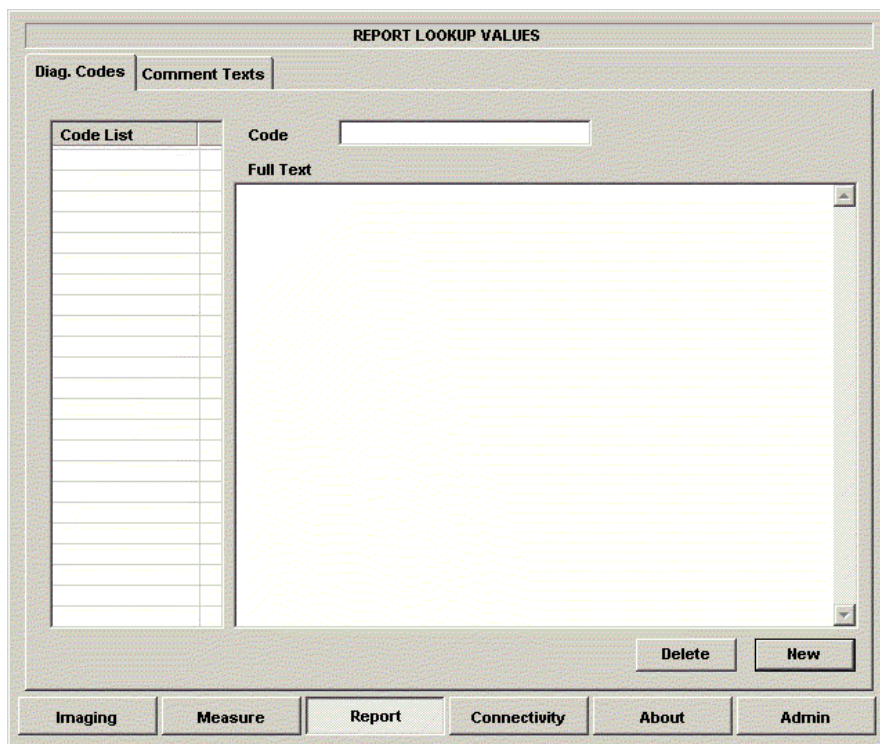 REPORT LOOKUP VALUES
Diag. Codes Comment Texts
Code List
Code
Full Text
Delete New
Imaging Measure Report Connectivity About Admin